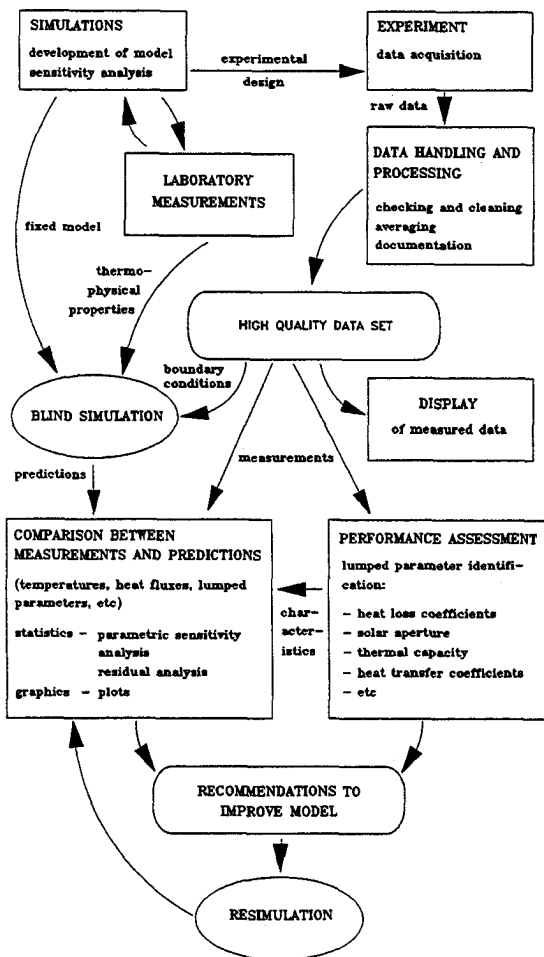 SIMULATIONS
development of model
sensitivity analysis
experimental
design
EXPERIMENT
data acquisition
raw data
LABORATORY
MEASUREMENTS
DATA HANDLING AND
PROCESSING
checking and cleaning
averaging
documentation
fixed model
thermo-
physical
properties
HIGH QUALITY DATA SET
boundary
conditions
BLIND SIMULATION
DISPLAY
of measured data
predictions
measurements
COMPARISON BETWEEN
MEASUREMENTS AND PREDICTIONS
(temperatures, heat fluxes, lumped
parameters, etc)
statistics – parametric sensitivity
analysis
residual analysis
graphics – plots
char-
acter-
istics
PERFORMANCE ASSESSMENT
lumped parameter identifi-
cation:
– heat loss coefficients
– solar aperture
– thermal capacity
– heat transfer coefficients
– etc
RECOMMENDATIONS TO
IMPROVE MODEL
RESIMULATION